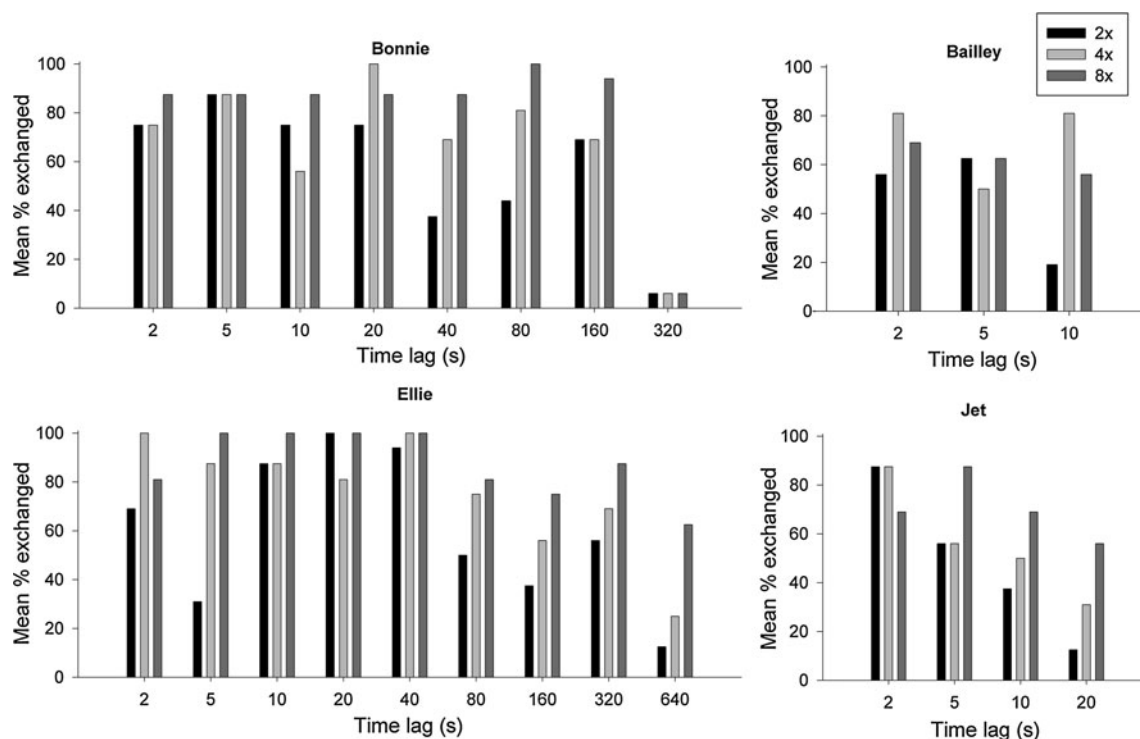 Bonnie
Mean % exchanged
100
80
60
40
20
0
2 5 10 20 40 80 160 320
Time lag (s)
Bailley
2x
4x
8x
Mean % exchanged
100
80
60
40
20
0
2 5 10
Time lag (s)
Ellie
Mean % exchanged
100
80
60
40
20
0
2 5 10 20 40 80 160 320 640
Time lag (s)
Jet
Mean % exchanged
100
80
60
40
20
0
2 5 10 20
Time lag (s)